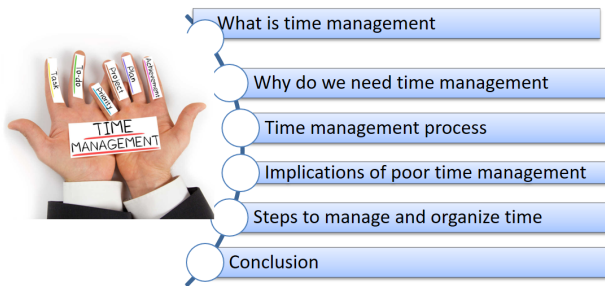 What is time management
Why do we need time management
Time management process
Implications of poor time management
Steps to manage and organize time
Conclusion
Task
To-do
Priority
Project
Plan
Achievement
TIME
MANAGEMENT